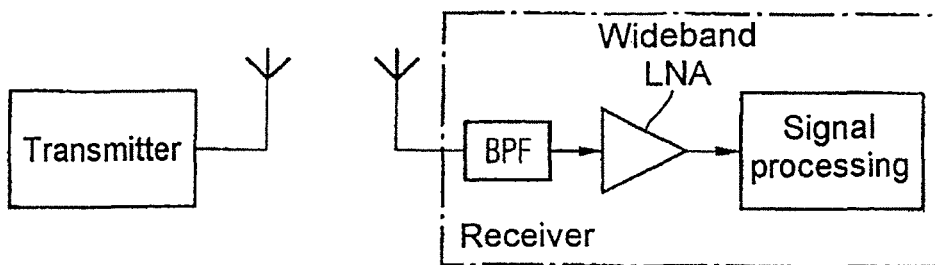 Transmitter
Wideband
LNA
BPF
Signal
processing
Receiver